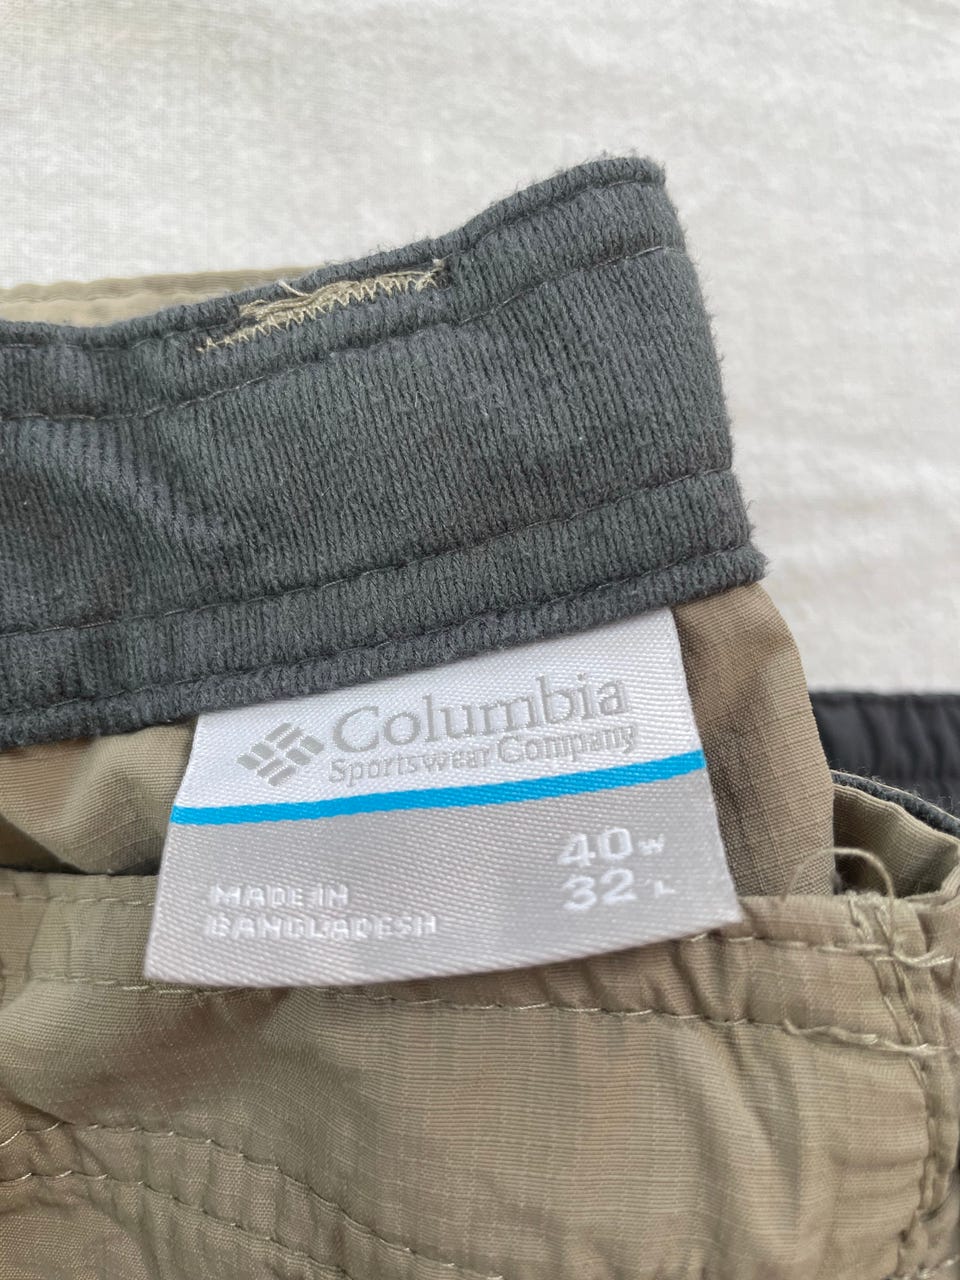 Columbia
Sportswear Company
40 W
32 L
MADE IN
BANGLADESH